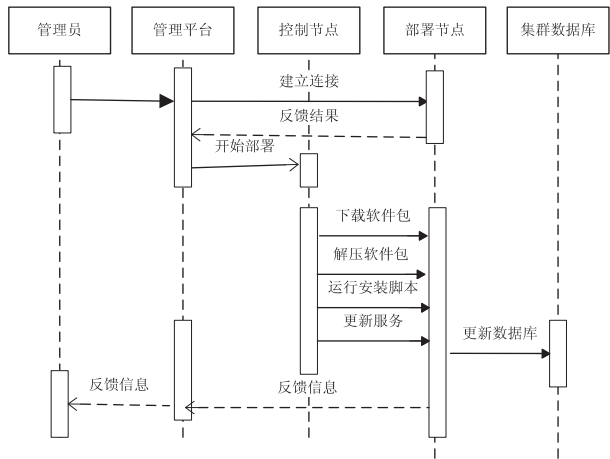 管理员
管理平台
控制节点
部署节点
集群数据库
建立连接
反馈结果
开始部署
下载软件包
解压软件包
运行安装脚本
更新服务
更新数据库
反馈信息
反馈信息